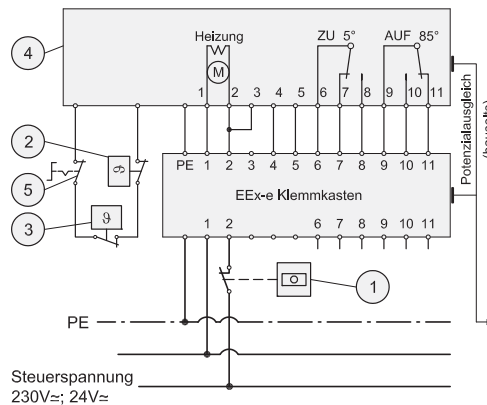 4
Heizung
M
ZU 5°
AUF 85°
1 2 3 4 5 6 7 8 9 10 11
2
ϑ
5
3
ϑ
PE 1 2 3 4 5 6 7 8 9 10 11
EEx-e Klemmkasten
1 2 6 7 8 9 10 11
Potenzialausgleich
(bauseits)
1
PE
Steuerspannung
230V≃; 24V≃